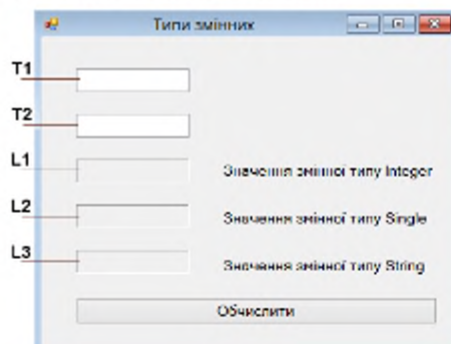 Типи змінних
T1
T2
L1
Значення змінної типу Integer
L2
Значення змінної типу Single
L3
Значення змінної типу String
Обчислити